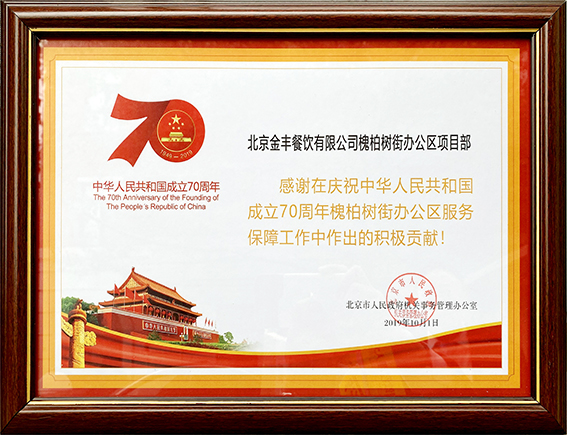 70
1949-2019
中华人民共和国成立70周年
The 70th Anniversary of the Founding of
The People's Republic of China
北京金丰餐饮有限公司槐柏树街办公区项目部
感谢在庆祝中华人民共和国
成立70周年槐柏树街办公区服务
保障工作中作出的积极贡献！
北京市人民政府机关事务管理办公室
2019年10月1日